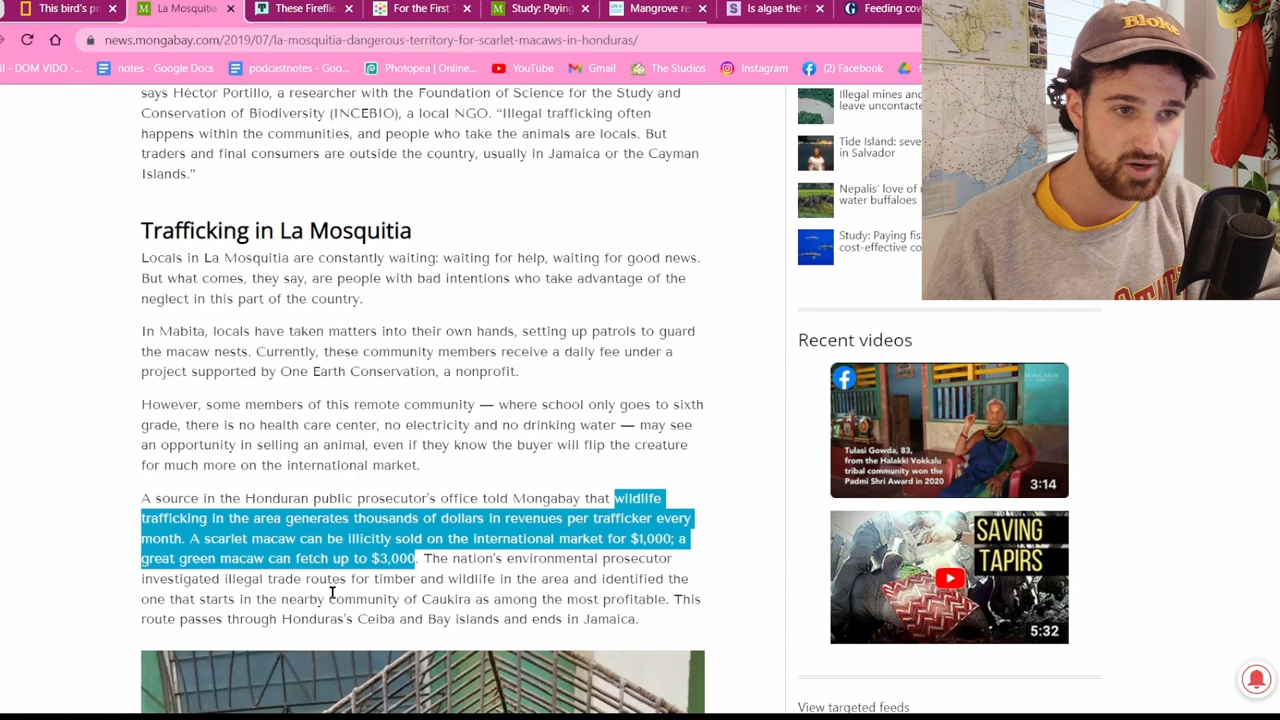 This bird's pr
La Mosquitia
These Fireflie
For the First
Study: Paying
Mangrove re
Is algae the f
Feeding cow
news.mongabay.com/2019/07/la-mosquitia-dangerous-territory-for-scarlet-macaws-in-honduras/
il - DOM VIDO -...
notes - Google Docs
podcastnotes - Goo...
Photopea | Online...
YouTube
Gmail
The Studios
Instagram
(2) Facebook
says Héctor Portillo, a researcher with the Foundation of Science for the Study and
Conservation of Biodiversity (INCEBIO), a local NGO. “Illegal trafficking often
happens within the communities, and people who take the animals are locals. But
traders and final consumers are outside the country, usually in Jamaica or the Cayman
Islands.”
Trafficking in La Mosquitia
Locals in La Mosquitia are constantly waiting: waiting for help, waiting for good news.
But what comes, they say, are people with bad intentions who take advantage of the
neglect in this part of the country.
In Mabita, locals have taken matters into their own hands, setting up patrols to guard
the macaw nests. Currently, these community members receive a daily fee under a
project supported by One Earth Conservation, a nonprofit.
However, some members of this remote community — where school only goes to sixth
grade, there is no health care center, no electricity and no drinking water — may see
an opportunity in selling an animal, even if they know the buyer will flip the creature
for much more on the international market.
A source in the Honduran public prosecutor's office told Mongabay that wildlife
trafficking in the area generates thousands of dollars in revenues per trafficker every
month. A scarlet macaw can be illicitly sold on the international market for $1,000; a
great green macaw can fetch up to $3,000. The nation's environmental prosecutor
investigated illegal trade routes for timber and wildlife in the area and identified the
one that starts in the nearby community of Caukira as among the most profitable. This
route passes through Honduras's Ceiba and Bay islands and ends in Jamaica.
Illegal mines and
leave uncontacte
Tide Island: seve
in Salvador
Nepalis' love of
water buffaloes
Study: Paying fis
cost-effective co
Recent videos
Tulasi Gowda, 83,
from the Halakki Vokkalu
tribal community won the
Padmi Shri Award in 2020
3:14
SAVING
TAPIRS
5:32
View targeted feeds
Bloke